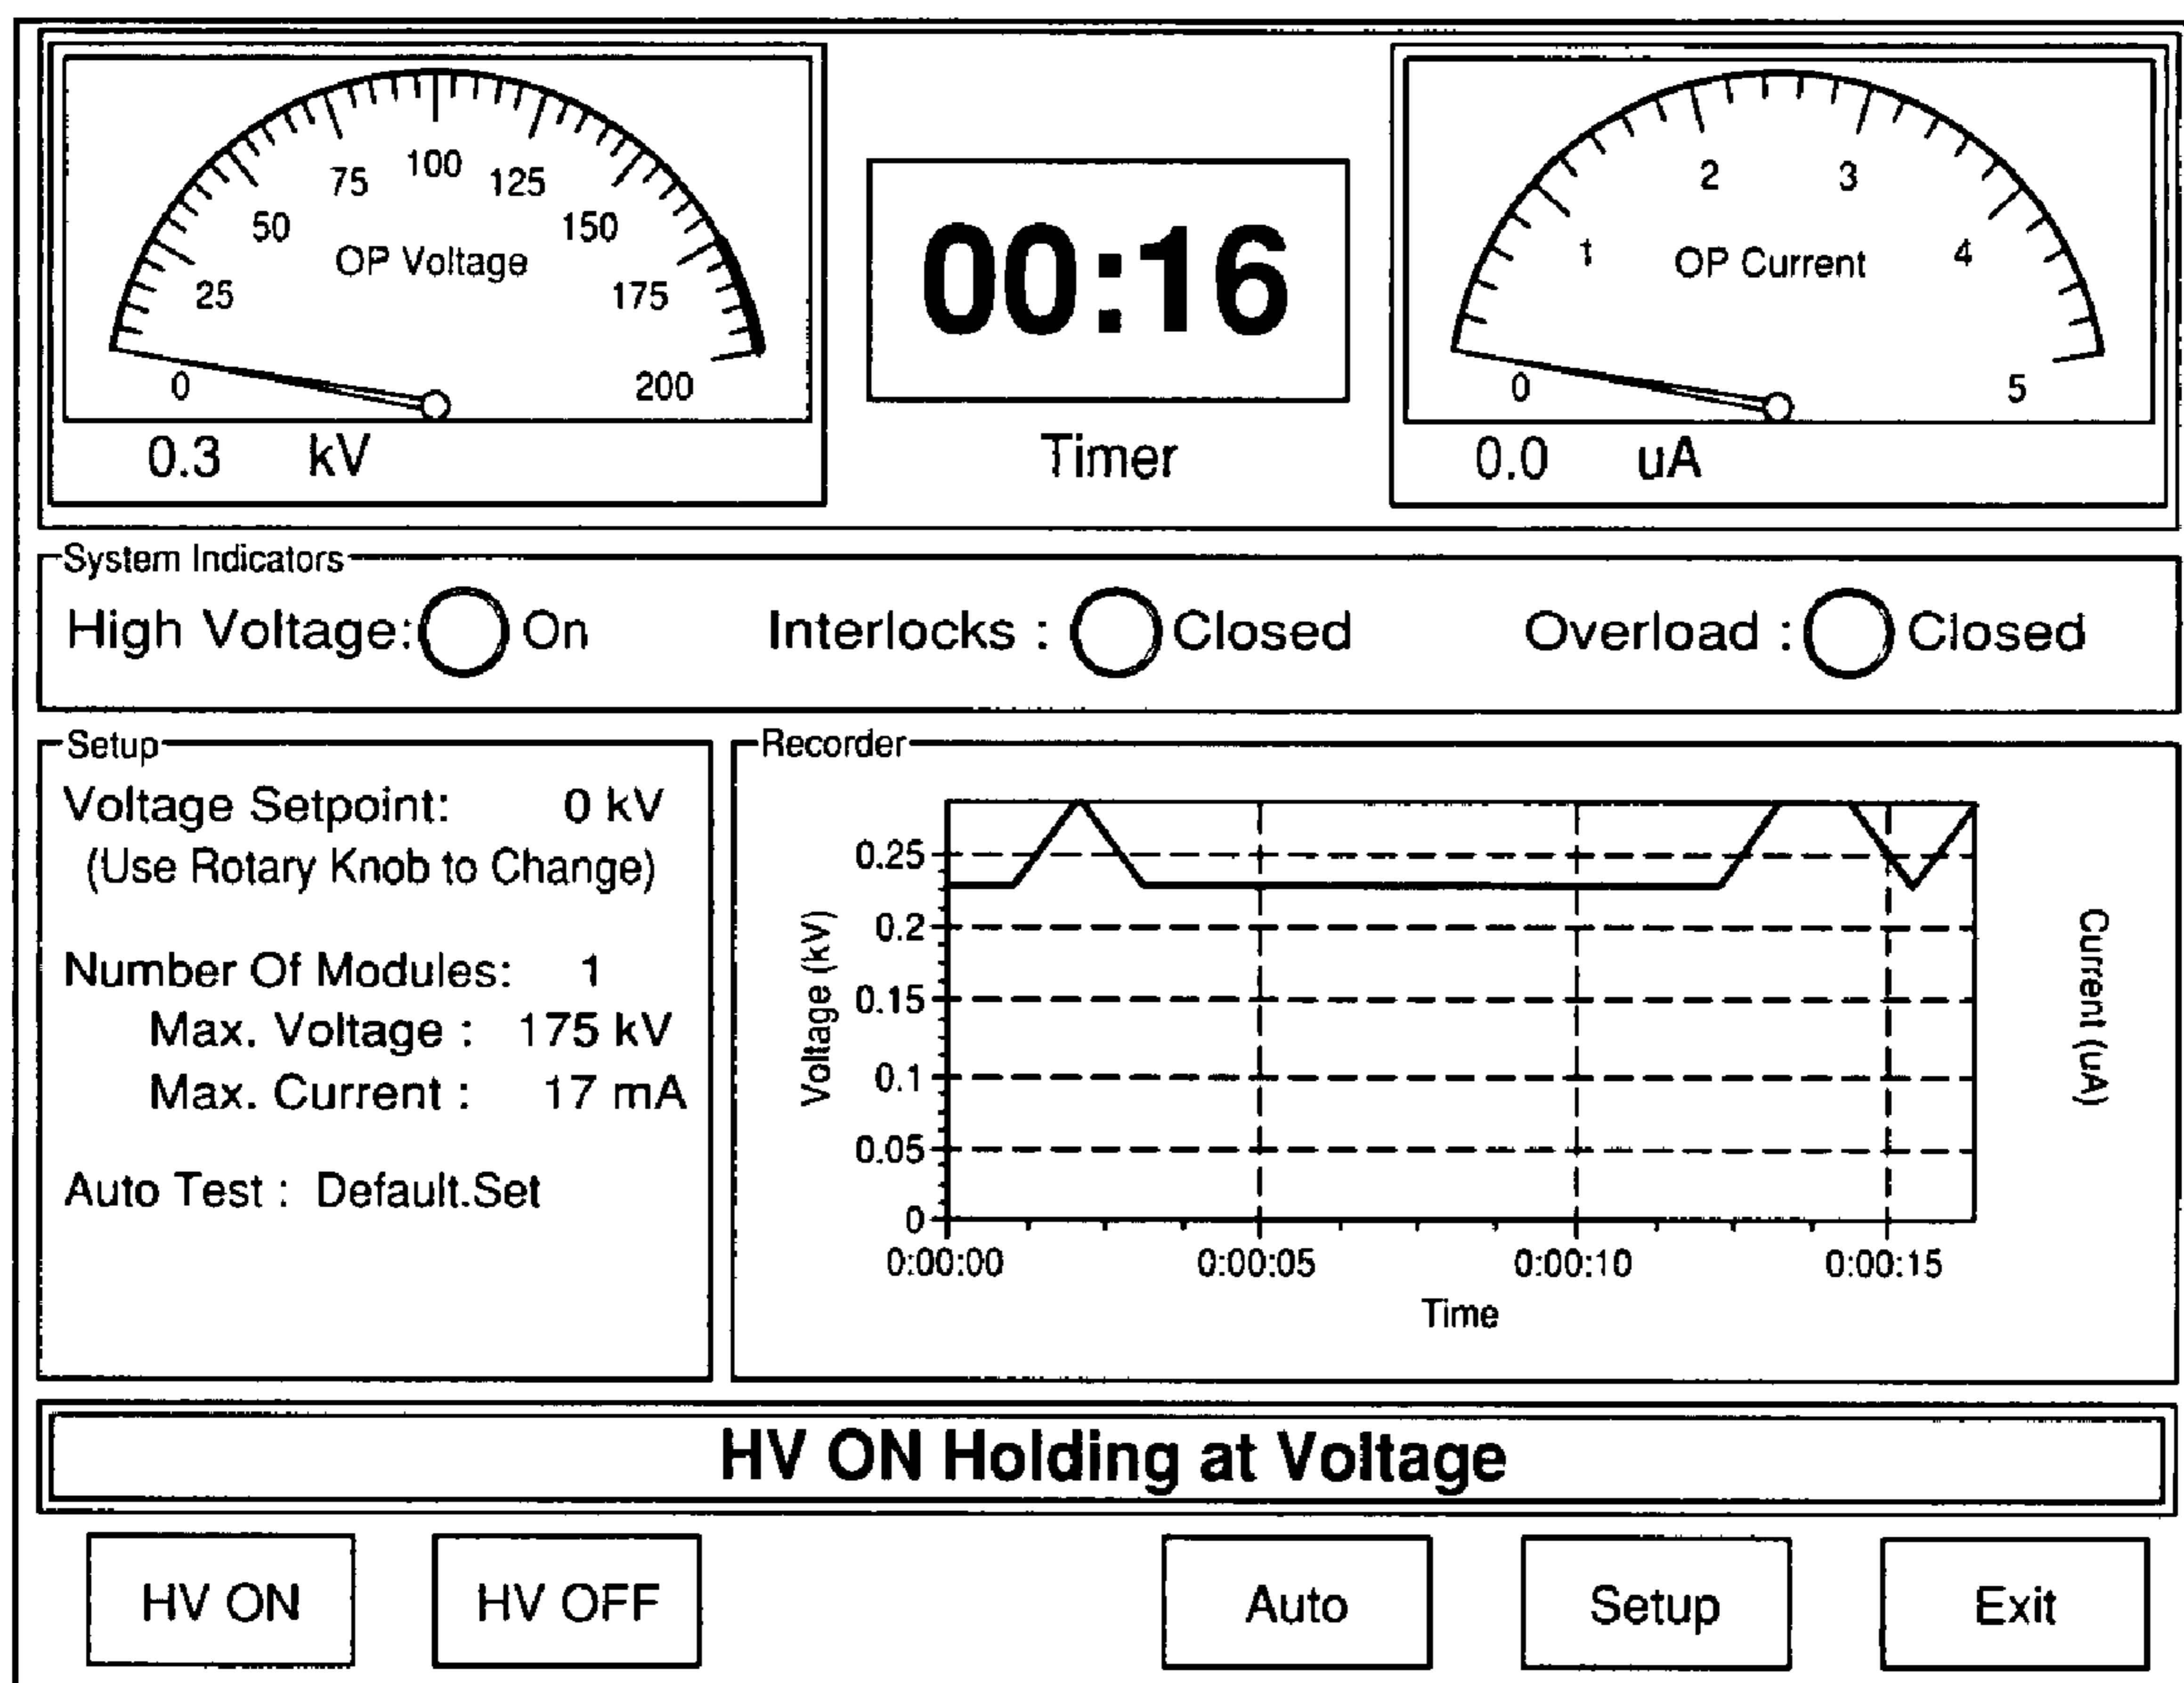 100
75
125
50
150
OP Voltage
25
175
0
200
0.3 kV
00:16
Timer
2
3
1
4
OP Current
0
5
0.0 uA
System Indicators
High Voltage: On
Interlocks : Closed
Overload : Closed
Setup
Voltage Setpoint: 0 kV
(Use Rotary Knob to Change)
Number Of Modules: 1
Max. Voltage : 175 kV
Max. Current : 17 mA
Auto Test : Default.Set
Recorder
Voltage (kV)
0.25
0.2
0.15
0.1
0.05
0
0:00:00 0:00:05 0:00:10 0:00:15
Time
Current (uA)
HV ON Holding at Voltage
HV ON
HV OFF
Auto
Setup
Exit